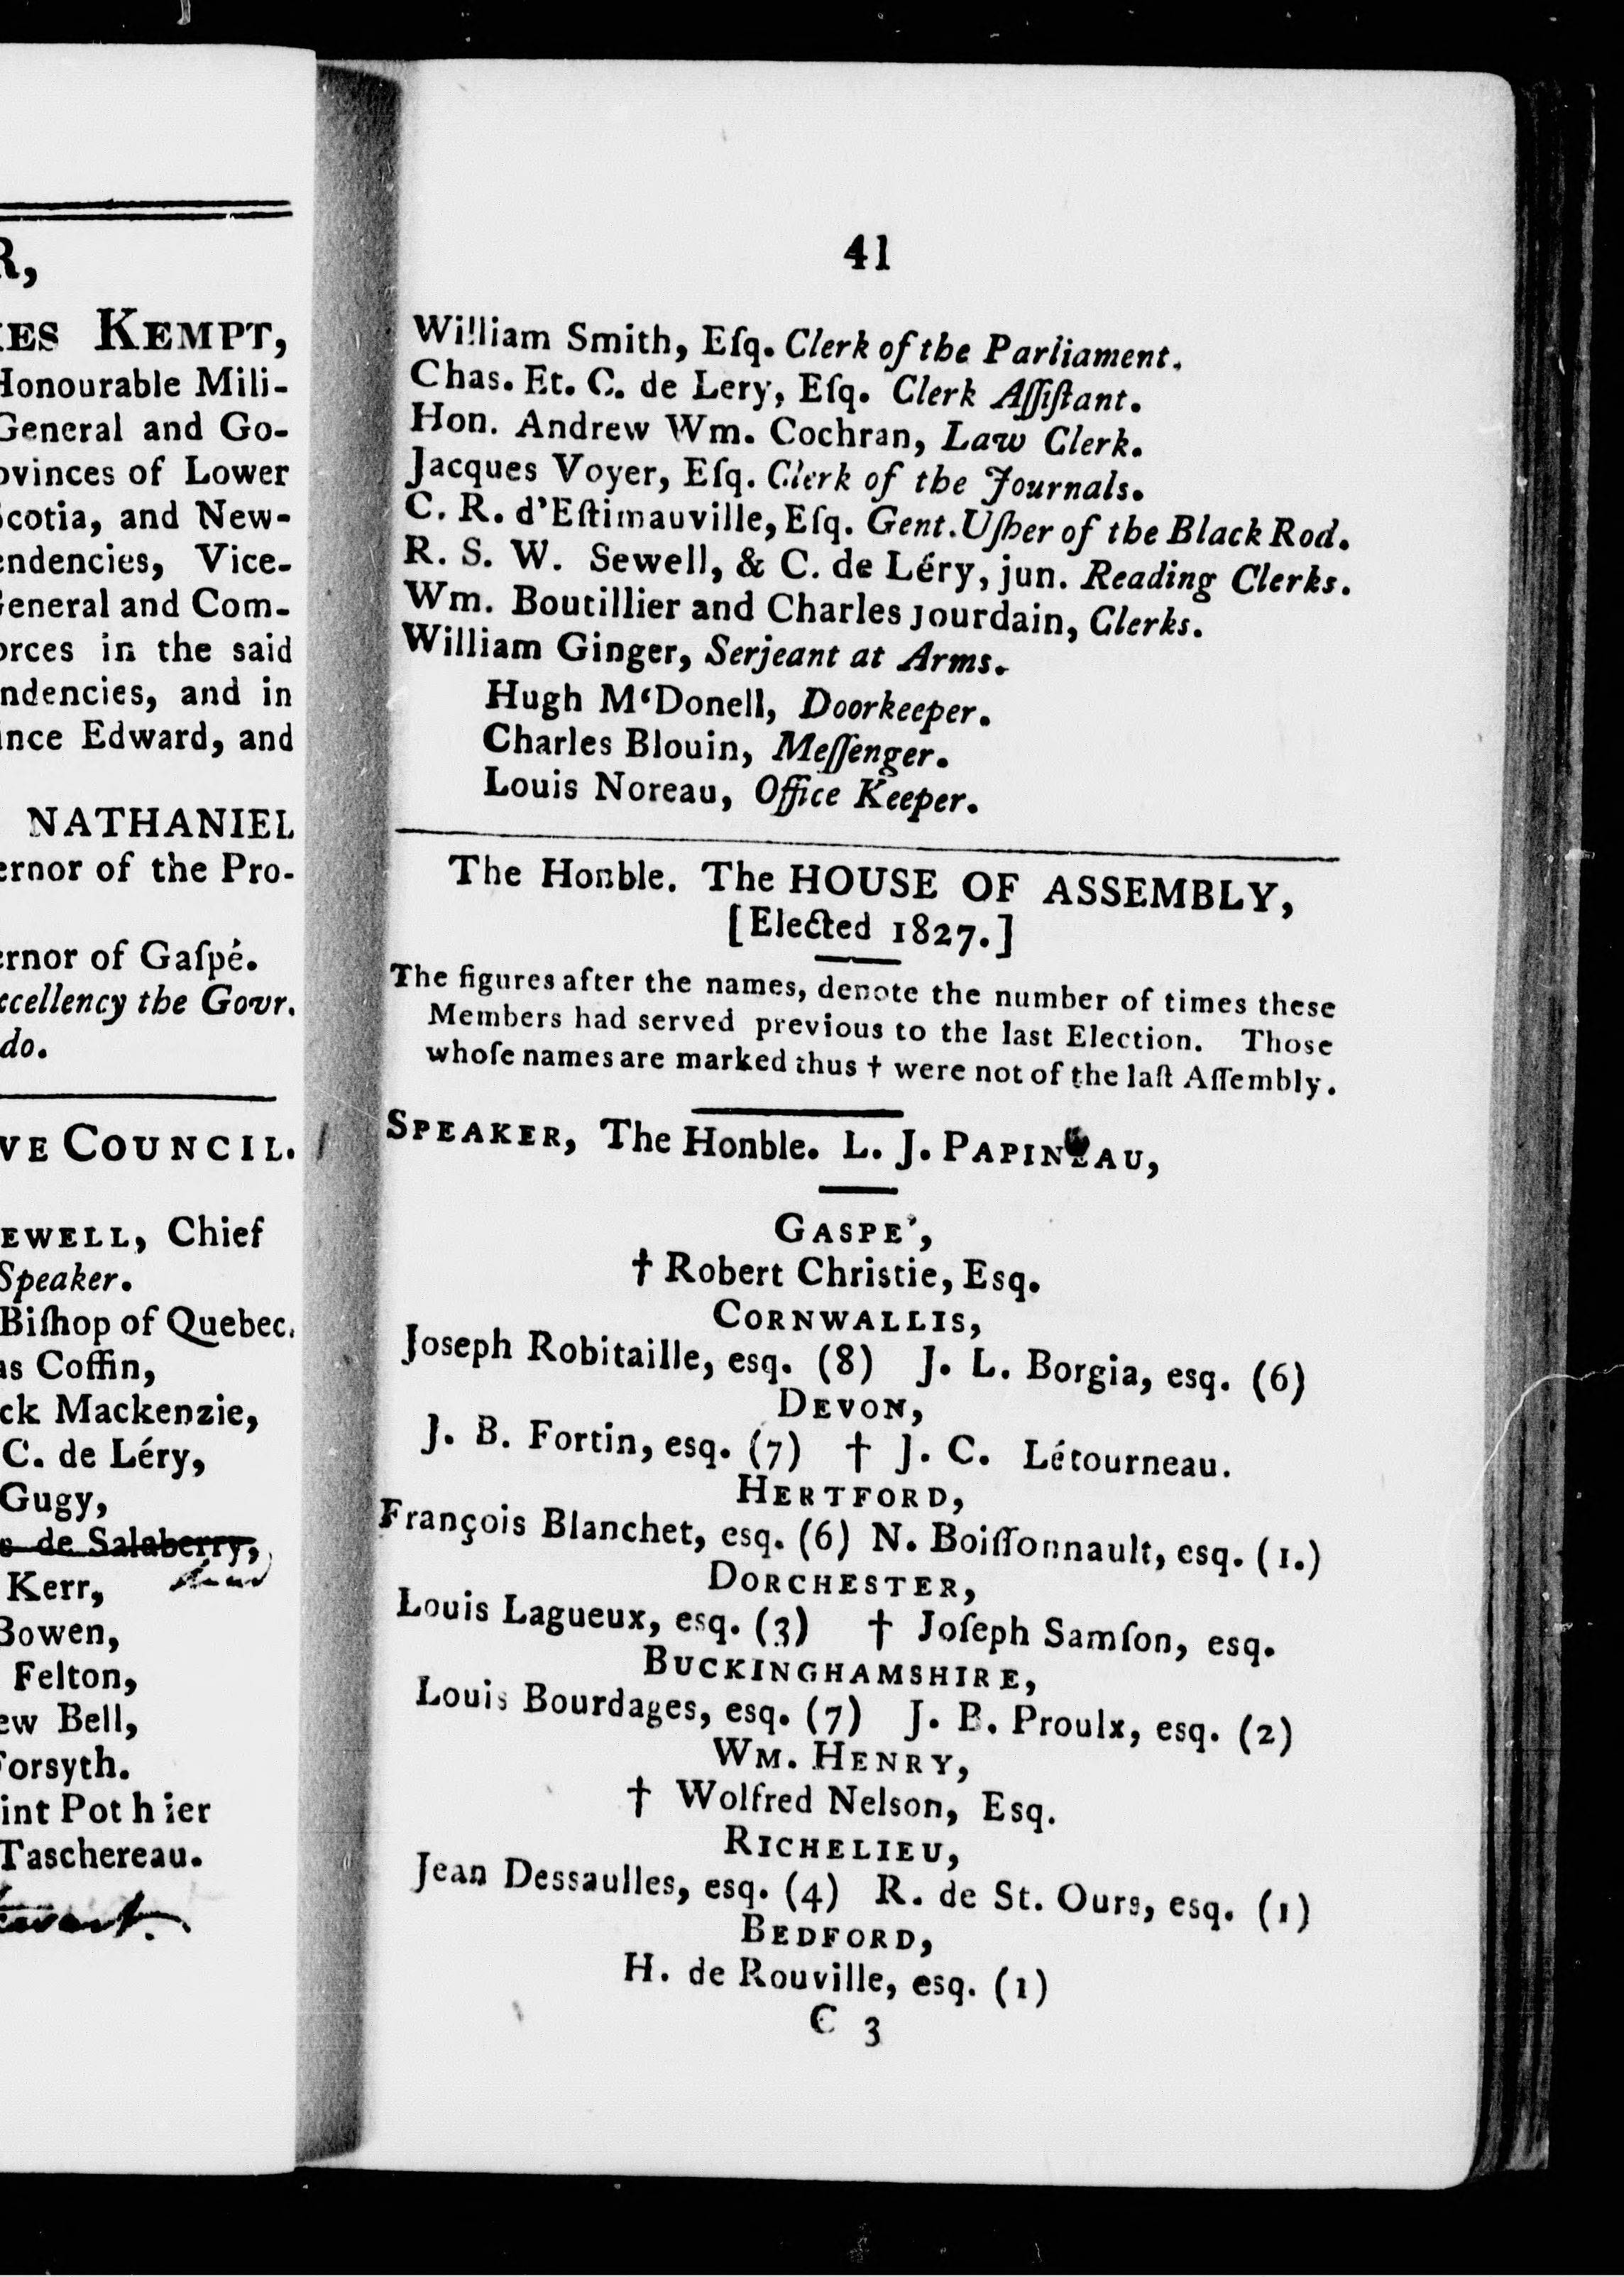 R,
ES KEMPT,
Honourable Mili-
General and Go-
ovinces of Lower
Scotia, and New-
endencies, Vice-
General and Com-
orces in the said
ndencies, and in
ince Edward, and
NATHANIEL
ernor of the Pro-
ernor of Gaſpé.
xcellency the Govr.
do.
VE COUNCIL.
EWELL, Chief
Speaker.
Biſhop of Quebec.
as Coffin,
ck Mackenzie,
C. de Léry,
Gugy,
de Salaberry,
Kerr,
Bowen,
Felton,
ew Bell,
Forsyth.
int Pothier
Taschereau.
41
William Smith, Eſq. Clerk of the Parliament.
Chas. Et. C. de Lery, Eſq. Clerk Aſſiſtant.
Hon. Andrew Wm. Cochran, Law Clerk.
Jacques Voyer, Eſq. Clerk of the Journals.
C. R. d'Eſtimauville, Eſq. Gent. Uſher of the Black Rod.
R. S. W. Sewell, & C. de Léry, jun. Reading Clerks.
Wm. Boutillier and Charles Jourdain, Clerks.
William Ginger, Serjeant at Arms.
Hugh M‘Donell, Doorkeeper.
Charles Blouin, Meſſenger.
Louis Noreau, Office Keeper.
The Honble. The HOUSE OF ASSEMBLY,
[Elected 1827.]
The figures after the names, denote the number of times these
Members had served previous to the last Election. Those
whoſe names are marked thus † were not of the laſt Aſſembly.
SPEAKER, The Honble. L. J. PAPINEAU,
GASPE',
† Robert Christie, Esq.
CORNWALLIS,
Joseph Robitaille, esq. (8) J. L. Borgia, esq. (6)
DEVON,
J. B. Fortin, esq. (7) † J. C. Létourneau.
HERTFORD,
François Blanchet, esq. (6) N. Boiſſonnault, esq. (1.)
DORCHESTER,
Louis Lagueux, esq. (3) † Joſeph Samſon, esq.
BUCKINGHAMSHIRE,
Louis Bourdages, esq. (7) J. B. Proulx, esq. (2)
WM. HENRY,
† Wolfred Nelson, Esq.
RICHELIEU,
Jean Dessaulles, esq. (4) R. de St. Ours, esq. (1)
BEDFORD,
H. de Rouville, esq. (1)
C 3